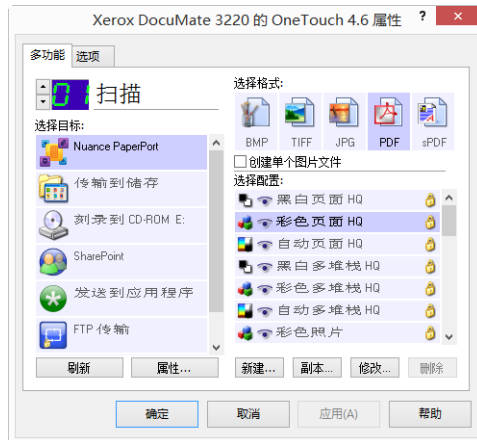 Xerox DocuMate 3220 的 OneTouch 4.6 属性
多功能 选项
01 扫描
选择目标:
Nuance PaperPort
传输到储存
刻录到 CD-ROM E:
SharePoint
发送到应用程序
FTP 传输
刷新 属性...
选择格式:
BMP TIFF JPG PDF sPDF
创建单个图片文件
选择配置:
黑白页面 HQ
彩色页面 HQ
自动页面 HQ
黑白多堆栈 HQ
彩色多堆栈 HQ
自动多堆栈 HQ
彩色照片
新建... 副本... 修改... 删除
确定 取消 应用(A) 帮助